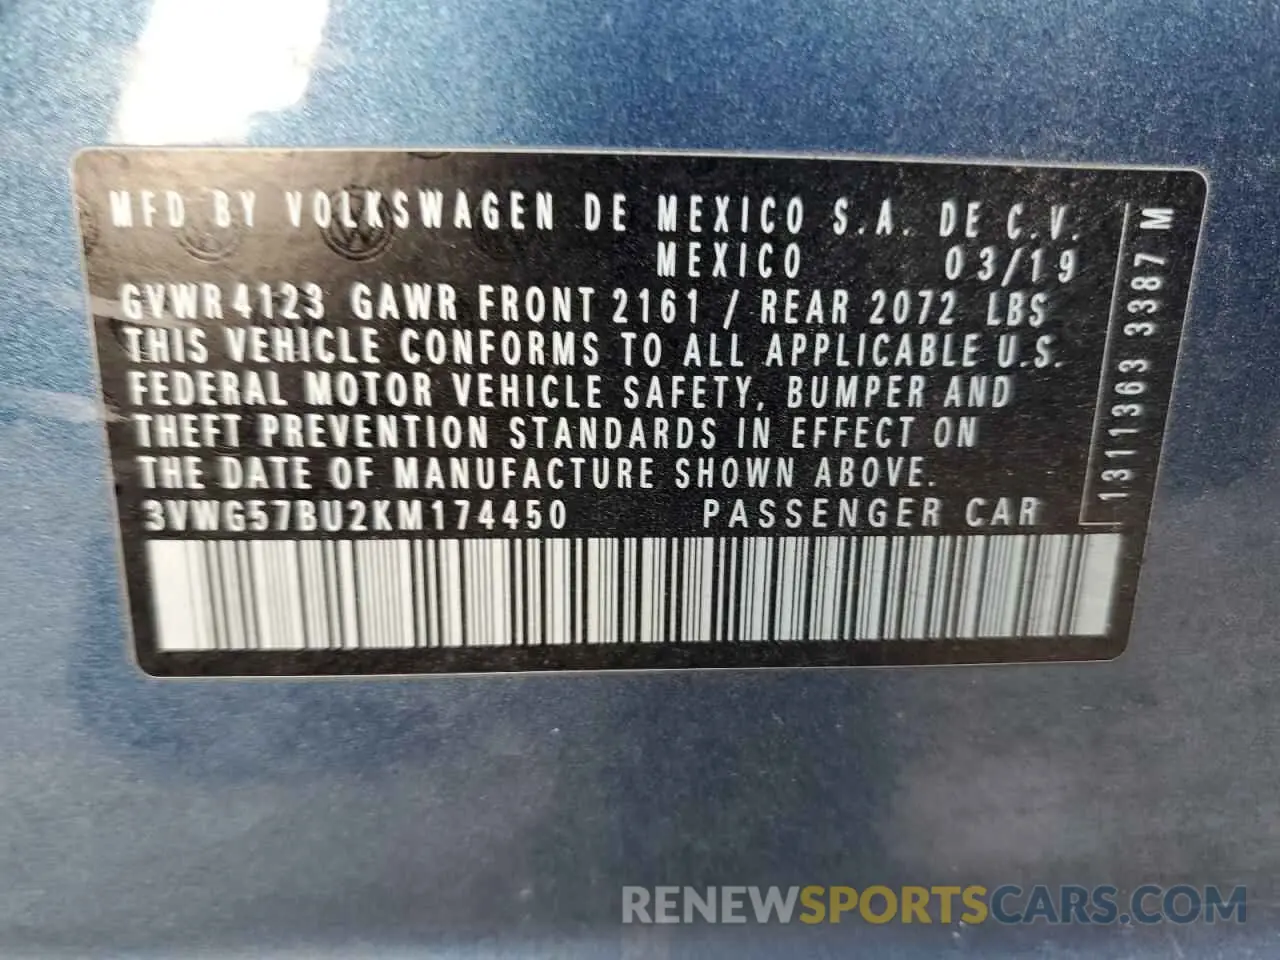 MFD BY VOLKSWAGEN DE MEXICO S.A. DE C.V.
MEXICO 03/19
GVWR 4123 GAWR FRONT 2161 / REAR 2072 LBS
THIS VEHICLE CONFORMS TO ALL APPLICABLE U.S.
FEDERAL MOTOR VEHICLE SAFETY, BUMPER AND
THEFT PREVENTION STANDARDS IN EFFECT ON
THE DATE OF MANUFACTURE SHOWN ABOVE.
3VWG57BU2KM174450 PASSENGER CAR
1311363 3387 M
RENEWSPORTSCARS.COM